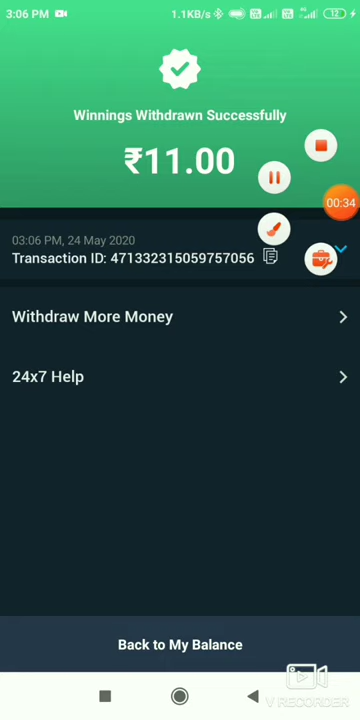 3:06 PM
1.1KB/s
12
Winnings Withdrawn Successfully
₹11.00
00:34
03:06 PM, 24 May 2020
Transaction ID: 471332315059757056
Withdraw More Money
24x7 Help
Back to My Balance
V RECORDER